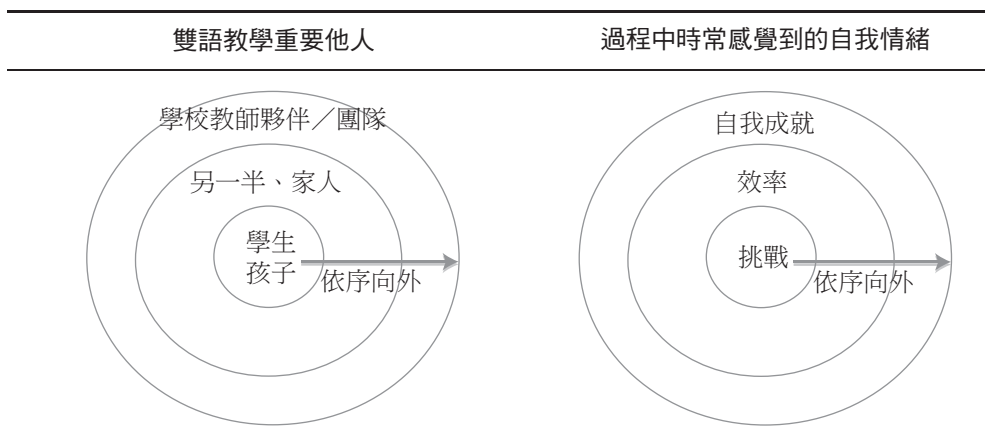 雙語教學重要他人
過程中時常感覺到的自我情緒
學校教師夥伴／團隊
另一半、家人
學生
孩子
依序向外
自我成就
效率
挑戰
依序向外